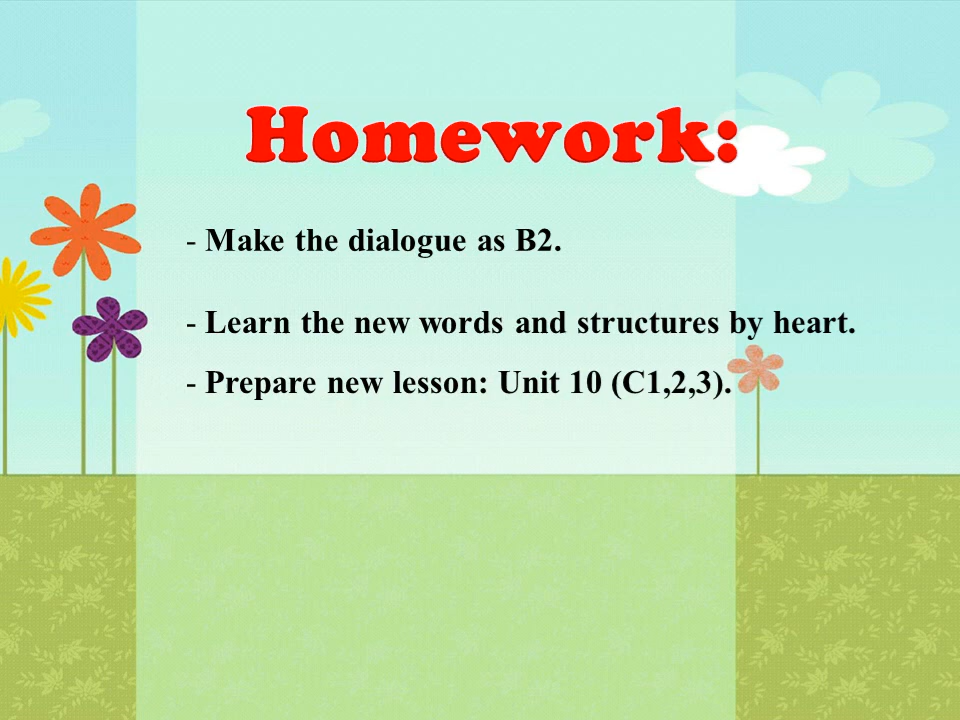 Homework:
- Make the dialogue as B2.
- Learn the new words and structures by heart.
- Prepare new lesson: Unit 10 (C1,2,3).